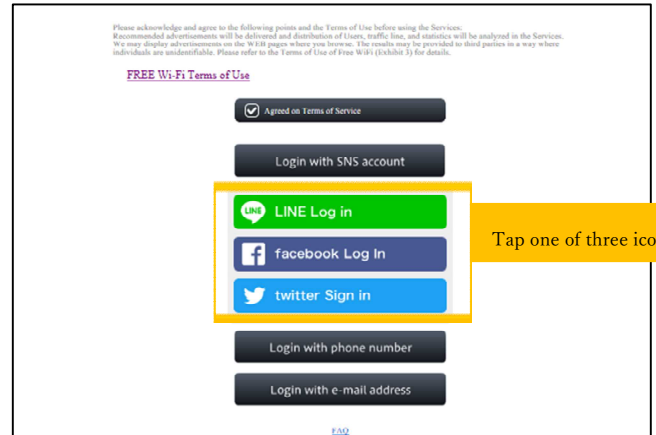 Please acknowledge and agree to the following points and the Terms of Use before using the Services.
Recommended advertisements will be delivered and distribution of Users, traffic line, and statistics will be analyzed in the Services.
We may display advertisements on the WEB pages where you browse. The results may be provided to third parties in a way where
individuals are unidentifiable. Please refer to the Terms of Use of Free WiFi (Exhibit 3) for details.
FREE Wi-Fi Terms of Use
Agreed on Terms of Service
Login with SNS account
LINE LINE Log in
facebook Log In
Tap one of three ico
twitter Sign in
Login with phone number
Login with e-mail address
FAQ